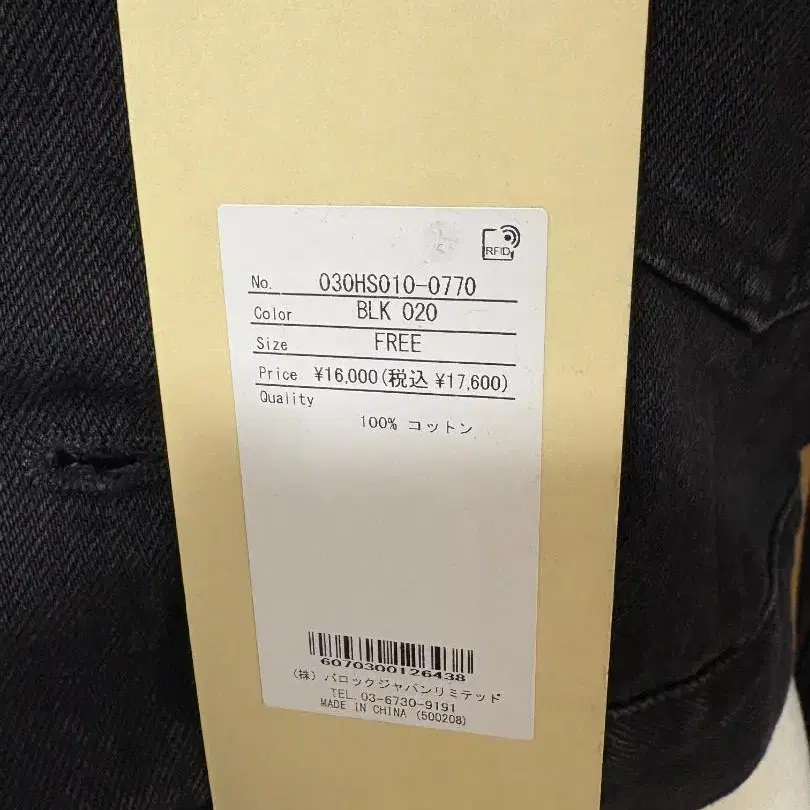 RFID
No. 030HS010-0770
Color BLK 020
Size FREE
Price ¥16,000(税込 ¥17,600)
Quality
100% コットン
6070300126438
(株) バロックジャパンリミテッド
TEL.03-6730-9191
MADE IN CHINA (500208)